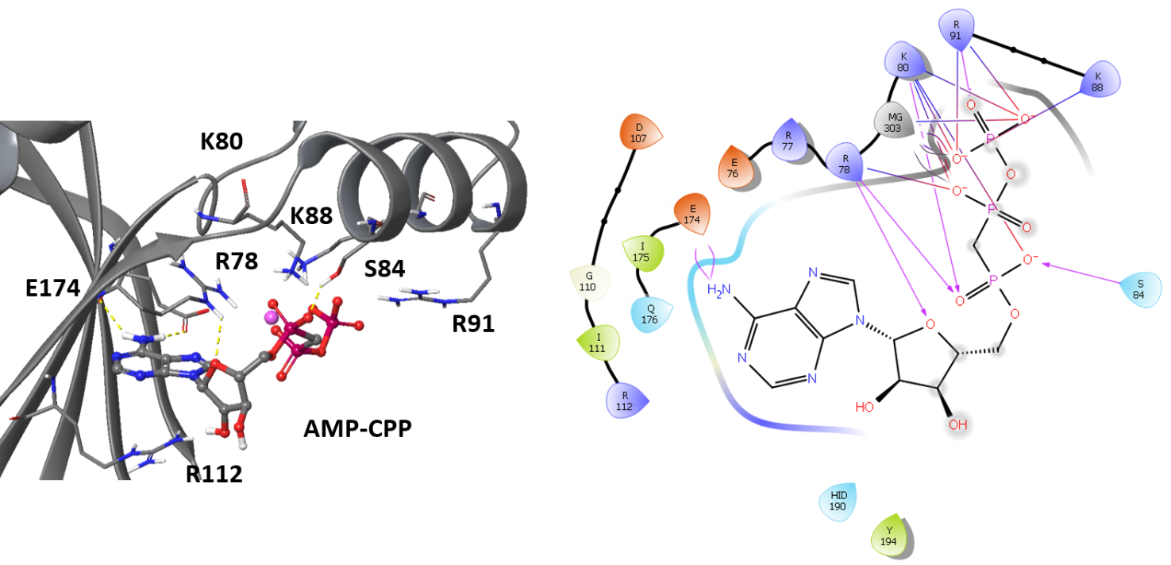 K80
K88
R78
S84
E174
R91
AMP-CPP
R112
R
91
K
80
K
88
MG
303
D
107
R
77
E
76
R
78
E
174
I
175
G
110
Q
176
I
111
R
112
S
84
HID
190
Y
194
O
O⁻
P
O⁻
O
O⁻
P
O
O⁻
P
O
O
H₂N
N
N
N
N
N
O
HO
OH